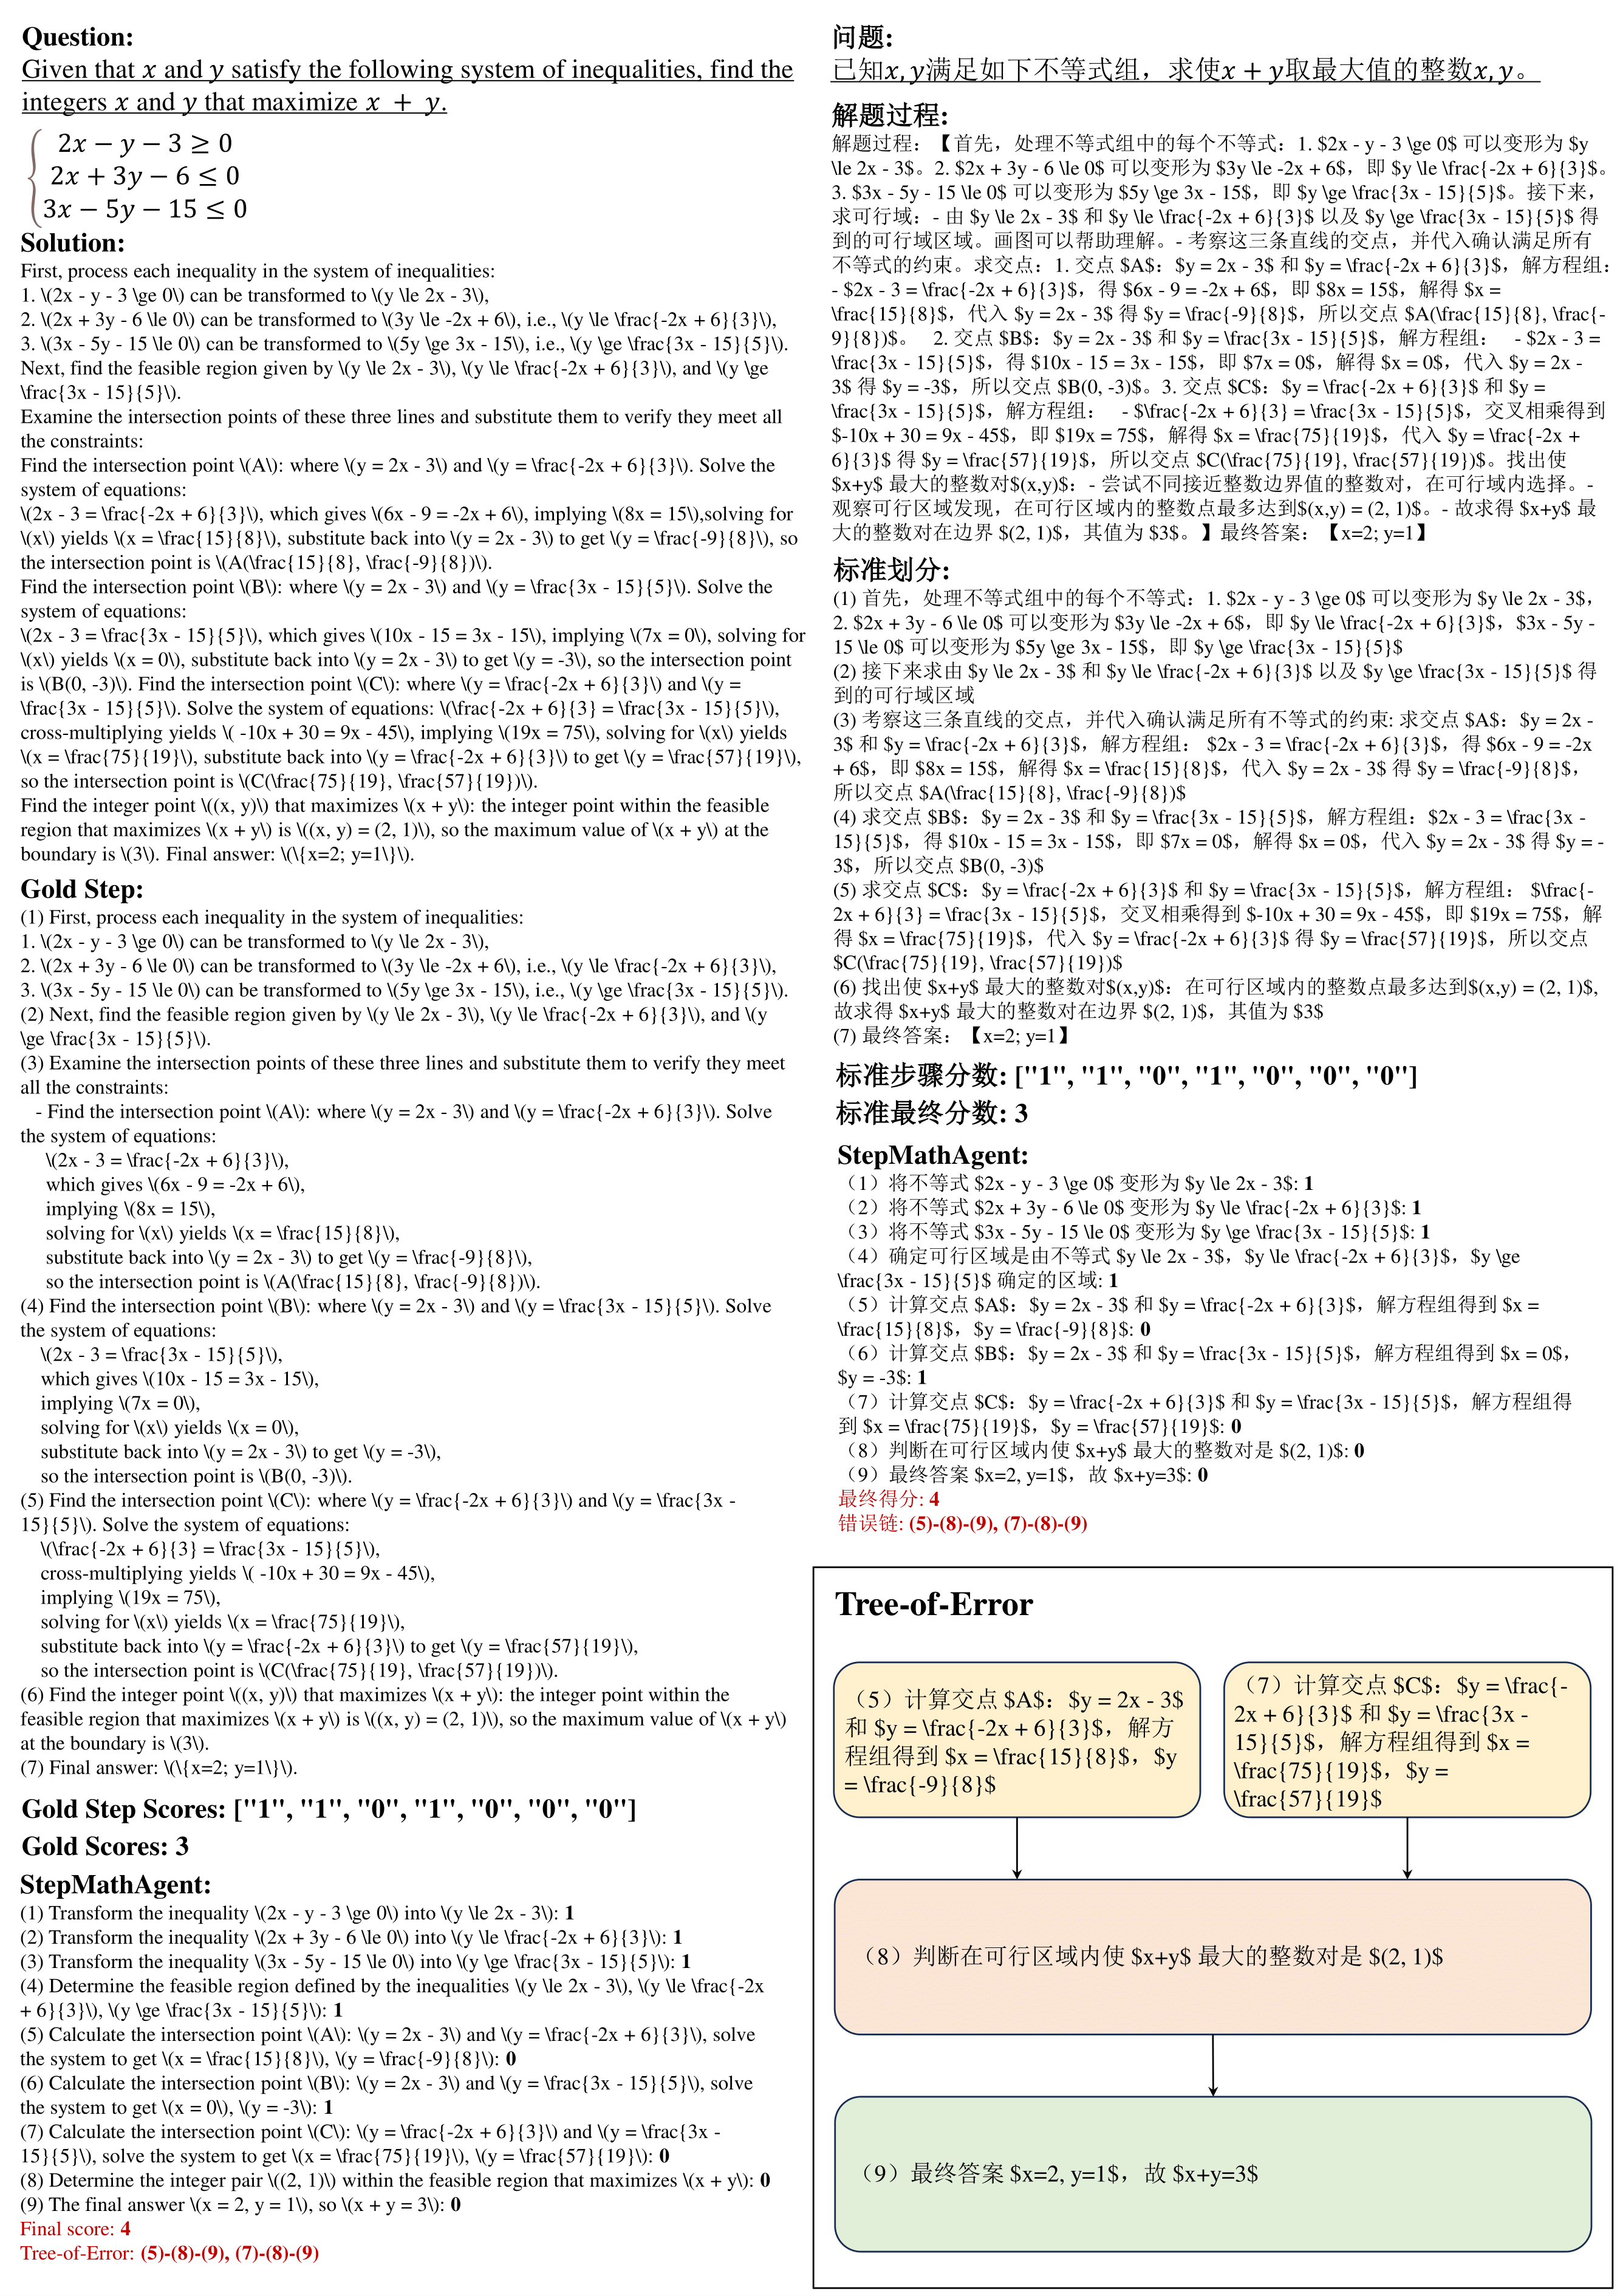 Question:
Given that 𝑥 and 𝑦 satisfy the following system of inequalities, find the
integers 𝑥 and 𝑦 that maximize 𝑥 + 𝑦.
2𝑥 − 𝑦 − 3 ≥ 0
2𝑥 + 3𝑦 − 6 ≤ 0
3𝑥 − 5𝑦 − 15 ≤ 0
Solution:
First, process each inequality in the system of inequalities:
1. \(2x - y - 3 \ge 0\) can be transformed to \(y \le 2x - 3\),
2. \(2x + 3y - 6 \le 0\) can be transformed to \(3y \le -2x + 6\), i.e., \(y \le \frac{-2x + 6}{3}\),
3. \(3x - 5y - 15 \le 0\) can be transformed to \(5y \ge 3x - 15\), i.e., \(y \ge \frac{3x - 15}{5}\).
Next, find the feasible region given by \(y \le 2x - 3\), \(y \le \frac{-2x + 6}{3}\), and \(y \ge
\frac{3x - 15}{5}\).
Examine the intersection points of these three lines and substitute them to verify they meet all
the constraints:
Find the intersection point \(A\): where \(y = 2x - 3\) and \(y = \frac{-2x + 6}{3}\). Solve the
system of equations:
\(2x - 3 = \frac{-2x + 6}{3}\), which gives \(6x - 9 = -2x + 6\), implying \(8x = 15\),solving for
\(x\) yields \(x = \frac{15}{8}\), substitute back into \(y = 2x - 3\) to get \(y = \frac{-9}{8}\), so
the intersection point is \(A(\frac{15}{8}, \frac{-9}{8})\).
Find the intersection point \(B\): where \(y = 2x - 3\) and \(y = \frac{3x - 15}{5}\). Solve the
system of equations:
\(2x - 3 = \frac{3x - 15}{5}\), which gives \(10x - 15 = 3x - 15\), implying \(7x = 0\), solving for
\(x\) yields \(x = 0\), substitute back into \(y = 2x - 3\) to get \(y = -3\), so the intersection point
is \(B(0, -3)\). Find the intersection point \(C\): where \(y = \frac{-2x + 6}{3}\) and \(y =
\frac{3x - 15}{5}\). Solve the system of equations: \(\frac{-2x + 6}{3} = \frac{3x - 15}{5}\),
cross-multiplying yields \( -10x + 30 = 9x - 45\), implying \(19x = 75\), solving for \(x\) yields
\(x = \frac{75}{19}\), substitute back into \(y = \frac{-2x + 6}{3}\) to get \(y = \frac{57}{19}\),
so the intersection point is \(C(\frac{75}{19}, \frac{57}{19})\).
Find the integer point \((x, y)\) that maximizes \(x + y\): the integer point within the feasible
region that maximizes \(x + y\) is \((x, y) = (2, 1)\), so the maximum value of \(x + y\) at the
boundary is \(3\). Final answer: \(\{x=2; y=1\}\).
Gold Step:
(1) First, process each inequality in the system of inequalities:
1. \(2x - y - 3 \ge 0\) can be transformed to \(y \le 2x - 3\),
2. \(2x + 3y - 6 \le 0\) can be transformed to \(3y \le -2x + 6\), i.e., \(y \le \frac{-2x + 6}{3}\),
3. \(3x - 5y - 15 \le 0\) can be transformed to \(5y \ge 3x - 15\), i.e., \(y \ge \frac{3x - 15}{5}\).
(2) Next, find the feasible region given by \(y \le 2x - 3\), \(y \le \frac{-2x + 6}{3}\), and \(y
\ge \frac{3x - 15}{5}\).
(3) Examine the intersection points of these three lines and substitute them to verify they meet
all the constraints:
- Find the intersection point \(A\): where \(y = 2x - 3\) and \(y = \frac{-2x + 6}{3}\). Solve
the system of equations:
\(2x - 3 = \frac{-2x + 6}{3}\),
which gives \(6x - 9 = -2x + 6\),
implying \(8x = 15\),
solving for \(x\) yields \(x = \frac{15}{8}\),
substitute back into \(y = 2x - 3\) to get \(y = \frac{-9}{8}\),
so the intersection point is \(A(\frac{15}{8}, \frac{-9}{8})\).
(4) Find the intersection point \(B\): where \(y = 2x - 3\) and \(y = \frac{3x - 15}{5}\). Solve
the system of equations:
\(2x - 3 = \frac{3x - 15}{5}\),
which gives \(10x - 15 = 3x - 15\),
implying \(7x = 0\),
solving for \(x\) yields \(x = 0\),
substitute back into \(y = 2x - 3\) to get \(y = -3\),
so the intersection point is \(B(0, -3)\).
(5) Find the intersection point \(C\): where \(y = \frac{-2x + 6}{3}\) and \(y = \frac{3x -
15}{5}\). Solve the system of equations:
\(\frac{-2x + 6}{3} = \frac{3x - 15}{5}\),
cross-multiplying yields \( -10x + 30 = 9x - 45\),
implying \(19x = 75\),
solving for \(x\) yields \(x = \frac{75}{19}\),
substitute back into \(y = \frac{-2x + 6}{3}\) to get \(y = \frac{57}{19}\),
so the intersection point is \(C(\frac{75}{19}, \frac{57}{19})\).
(6) Find the integer point \((x, y)\) that maximizes \(x + y\): the integer point within the
feasible region that maximizes \(x + y\) is \((x, y) = (2, 1)\), so the maximum value of \(x + y\)
at the boundary is \(3\).
(7) Final answer: \(\{x=2; y=1\}\).
Gold Step Scores: ["1", "1", "0", "1", "0", "0", "0"]
Gold Scores: 3
StepMathAgent:
(1) Transform the inequality \(2x - y - 3 \ge 0\) into \(y \le 2x - 3\): 1
(2) Transform the inequality \(2x + 3y - 6 \le 0\) into \(y \le \frac{-2x + 6}{3}\): 1
(3) Transform the inequality \(3x - 5y - 15 \le 0\) into \(y \ge \frac{3x - 15}{5}\): 1
(4) Determine the feasible region defined by the inequalities \(y \le 2x - 3\), \(y \le \frac{-2x
+ 6}{3}\), \(y \ge \frac{3x - 15}{5}\): 1
(5) Calculate the intersection point \(A\): \(y = 2x - 3\) and \(y = \frac{-2x + 6}{3}\), solve
the system to get \(x = \frac{15}{8}\), \(y = \frac{-9}{8}\): 0
(6) Calculate the intersection point \(B\): \(y = 2x - 3\) and \(y = \frac{3x - 15}{5}\), solve
the system to get \(x = 0\), \(y = -3\): 1
(7) Calculate the intersection point \(C\): \(y = \frac{-2x + 6}{3}\) and \(y = \frac{3x -
15}{5}\), solve the system to get \(x = \frac{75}{19}\), \(y = \frac{57}{19}\): 0
(8) Determine the integer pair \((2, 1)\) within the feasible region that maximizes \(x + y\): 0
(9) The final answer \(x = 2, y = 1\), so \(x + y = 3\): 0
Final score: 4
Tree-of-Error: (5)-(8)-(9), (7)-(8)-(9)
问题:
已知𝑥, 𝑦满足如下不等式组，求使𝑥 + 𝑦取最大值的整数𝑥, 𝑦。
解题过程:
解题过程：【首先，处理不等式组中的每个不等式：1. $2x - y - 3 \ge 0$ 可以变形为 $y
\le 2x - 3$。2. $2x + 3y - 6 \le 0$ 可以变形为 $3y \le -2x + 6$，即 $y \le \frac{-2x + 6}{3}$。
3. $3x - 5y - 15 \le 0$ 可以变形为 $5y \ge 3x - 15$，即 $y \ge \frac{3x - 15}{5}$。接下来，
求可行域：- 由 $y \le 2x - 3$ 和 $y \le \frac{-2x + 6}{3}$ 以及 $y \ge \frac{3x - 15}{5}$ 得
到的可行域区域。画图可以帮助理解。- 考察这三条直线的交点，并代入确认满足所有
不等式的约束。求交点：1. 交点 $A$：$y = 2x - 3$ 和 $y = \frac{-2x + 6}{3}$，解方程组：
- $2x - 3 = \frac{-2x + 6}{3}$，得 $6x - 9 = -2x + 6$，即 $8x = 15$，解得 $x =
\frac{15}{8}$，代入 $y = 2x - 3$ 得 $y = \frac{-9}{8}$，所以交点 $A(\frac{15}{8}, \frac{-
9}{8})$。 2. 交点 $B$：$y = 2x - 3$ 和 $y = \frac{3x - 15}{5}$，解方程组： - $2x - 3 =
\frac{3x - 15}{5}$，得 $10x - 15 = 3x - 15$，即 $7x = 0$，解得 $x = 0$，代入 $y = 2x -
3$ 得 $y = -3$，所以交点 $B(0, -3)$。3. 交点 $C$：$y = \frac{-2x + 6}{3}$ 和 $y =
\frac{3x - 15}{5}$，解方程组： - $\frac{-2x + 6}{3} = \frac{3x - 15}{5}$，交叉相乘得到
$-10x + 30 = 9x - 45$，即 $19x = 75$，解得 $x = \frac{75}{19}$，代入 $y = \frac{-2x +
6}{3}$ 得 $y = \frac{57}{19}$，所以交点 $C(\frac{75}{19}, \frac{57}{19})$。找出使
$x+y$ 最大的整数对$(x,y)$：- 尝试不同接近整数边界值的整数对，在可行域内选择。-
观察可行区域发现，在可行区域内的整数点最多达到$(x,y) = (2, 1)$。- 故求得 $x+y$ 最
大的整数对在边界 $(2, 1)$，其值为 $3$。】最终答案：【x=2; y=1】
标准划分:
(1) 首先，处理不等式组中的每个不等式：1. $2x - y - 3 \ge 0$ 可以变形为 $y \le 2x - 3$，
2. $2x + 3y - 6 \le 0$ 可以变形为 $3y \le -2x + 6$，即 $y \le \frac{-2x + 6}{3}$，$3x - 5y -
15 \le 0$ 可以变形为 $5y \ge 3x - 15$，即 $y \ge \frac{3x - 15}{5}$
(2) 接下来求由 $y \le 2x - 3$ 和 $y \le \frac{-2x + 6}{3}$ 以及 $y \ge \frac{3x - 15}{5}$ 得
到的可行域区域
(3) 考察这三条直线的交点，并代入确认满足所有不等式的约束: 求交点 $A$：$y = 2x -
3$ 和 $y = \frac{-2x + 6}{3}$，解方程组： $2x - 3 = \frac{-2x + 6}{3}$，得 $6x - 9 = -2x
+ 6$，即 $8x = 15$，解得 $x = \frac{15}{8}$，代入 $y = 2x - 3$ 得 $y = \frac{-9}{8}$，
所以交点 $A(\frac{15}{8}, \frac{-9}{8})$
(4) 求交点 $B$：$y = 2x - 3$ 和 $y = \frac{3x - 15}{5}$，解方程组：$2x - 3 = \frac{3x -
15}{5}$，得 $10x - 15 = 3x - 15$，即 $7x = 0$，解得 $x = 0$，代入 $y = 2x - 3$ 得 $y = -
3$，所以交点 $B(0, -3)$
(5) 求交点 $C$：$y = \frac{-2x + 6}{3}$ 和 $y = \frac{3x - 15}{5}$，解方程组： $\frac{-
2x + 6}{3} = \frac{3x - 15}{5}$，交叉相乘得到 $-10x + 30 = 9x - 45$，即 $19x = 75$，解
得 $x = \frac{75}{19}$，代入 $y = \frac{-2x + 6}{3}$ 得 $y = \frac{57}{19}$，所以交点
$C(\frac{75}{19}, \frac{57}{19})$
(6) 找出使 $x+y$ 最大的整数对$(x,y)$：在可行区域内的整数点最多达到$(x,y) = (2, 1)$,
故求得 $x+y$ 最大的整数对在边界 $(2, 1)$，其值为 $3$
(7) 最终答案：【x=2; y=1】
标准步骤分数: ["1", "1", "0", "1", "0", "0", "0"]
标准最终分数: 3
StepMathAgent:
（1）将不等式 $2x - y - 3 \ge 0$ 变形为 $y \le 2x - 3$: 1
（2）将不等式 $2x + 3y - 6 \le 0$ 变形为 $y \le \frac{-2x + 6}{3}$: 1
（3）将不等式 $3x - 5y - 15 \le 0$ 变形为 $y \ge \frac{3x - 15}{5}$: 1
（4）确定可行区域是由不等式 $y \le 2x - 3$，$y \le \frac{-2x + 6}{3}$，$y \ge
\frac{3x - 15}{5}$ 确定的区域: 1
（5）计算交点 $A$：$y = 2x - 3$ 和 $y = \frac{-2x + 6}{3}$，解方程组得到 $x =
\frac{15}{8}$，$y = \frac{-9}{8}$: 0
（6）计算交点 $B$：$y = 2x - 3$ 和 $y = \frac{3x - 15}{5}$，解方程组得到 $x = 0$，
$y = -3$: 1
（7）计算交点 $C$：$y = \frac{-2x + 6}{3}$ 和 $y = \frac{3x - 15}{5}$，解方程组得
到 $x = \frac{75}{19}$，$y = \frac{57}{19}$: 0
（8）判断在可行区域内使 $x+y$ 最大的整数对是 $(2, 1)$: 0
（9）最终答案 $x=2, y=1$，故 $x+y=3$: 0
最终得分: 4
错误链: (5)-(8)-(9), (7)-(8)-(9)
Tree-of-Error
（5）计算交点 $A$：$y = 2x - 3$
和 $y = \frac{-2x + 6}{3}$，解方
程组得到 $x = \frac{15}{8}$，$y
= \frac{-9}{8}$
（7）计算交点 $C$：$y = \frac{-
2x + 6}{3}$ 和 $y = \frac{3x -
15}{5}$，解方程组得到 $x =
\frac{75}{19}$，$y =
\frac{57}{19}$
（8）判断在可行区域内使 $x+y$ 最大的整数对是 $(2, 1)$
（9）最终答案 $x=2, y=1$，故 $x+y=3$